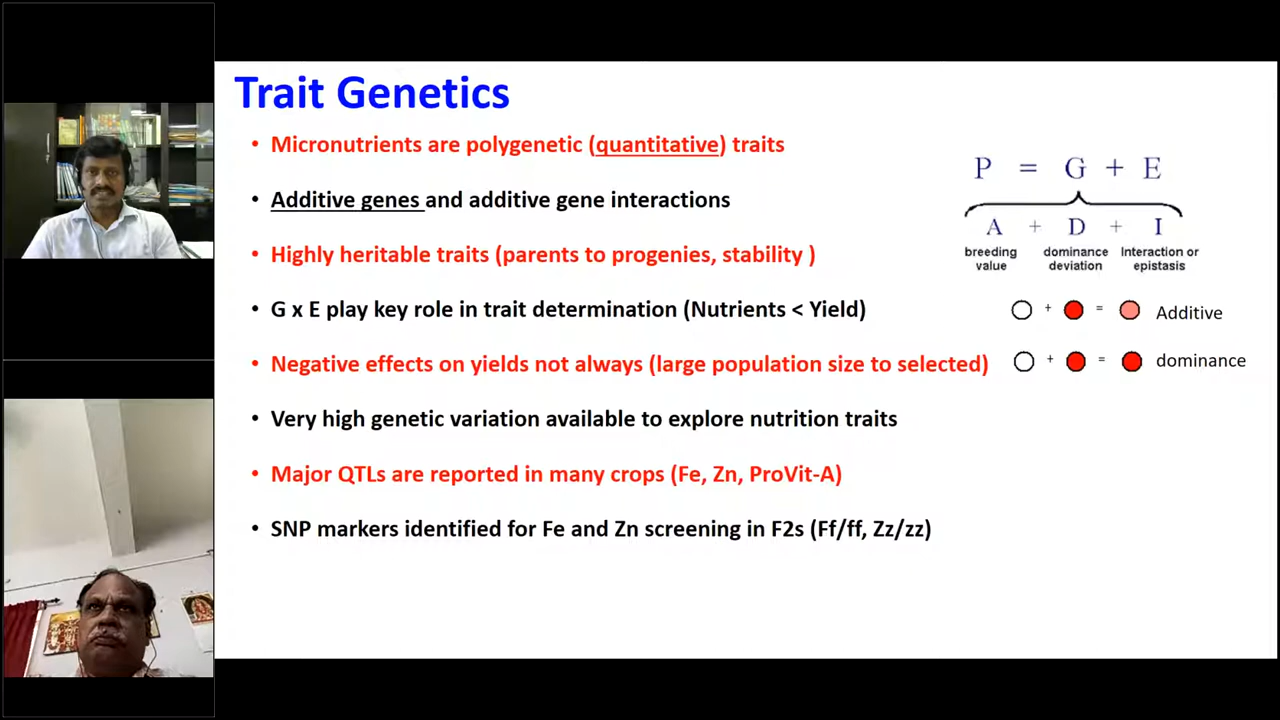 Trait Genetics
• Micronutrients are polygenetic (quantitative) traits
• Additive genes and additive gene interactions
• Highly heritable traits (parents to progenies, stability )
• G x E play key role in trait determination (Nutrients < Yield)
• Negative effects on yields not always (large population size to selected)
• Very high genetic variation available to explore nutrition traits
• Major QTLs are reported in many crops (Fe, Zn, ProVit-A)
• SNP markers identified for Fe and Zn screening in F2s (Ff/ff, Zz/zz)
P = G + E
A + D + I
breeding dominance Interaction or
value deviation epistasis
+ = Additive
+ = dominance